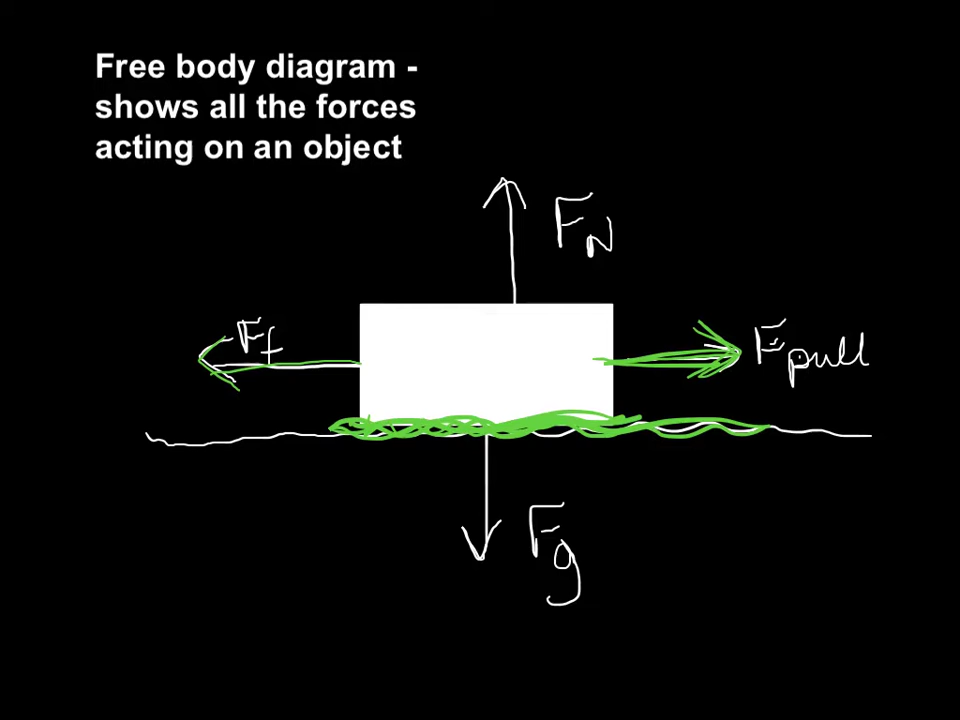 Free body diagram -
shows all the forces
acting on an object
FN
Ff
Fpull
Fg